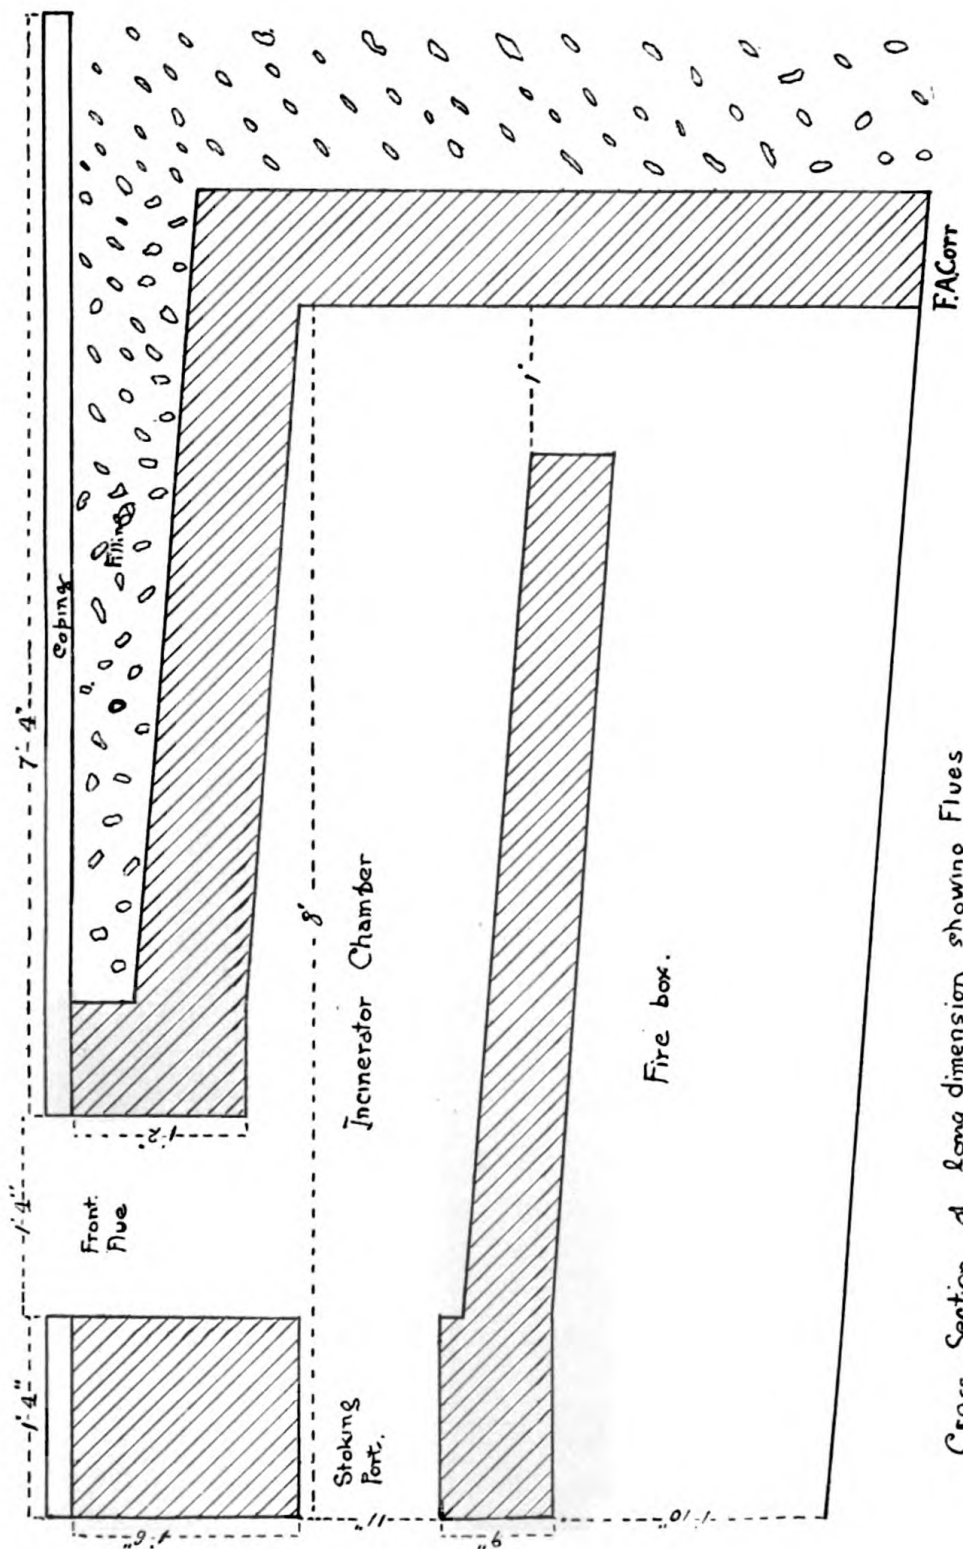 7'-4"
1'-4"
1'-4"
Coping
Filling
Front
Flue
1'-2"
1'-6"
8'
Incinerator Chamber
Stoking
Port.
11"
1'
9"
Fire box.
1'-10"
F.A.Corr
Cross Section at long dimension showing Flues